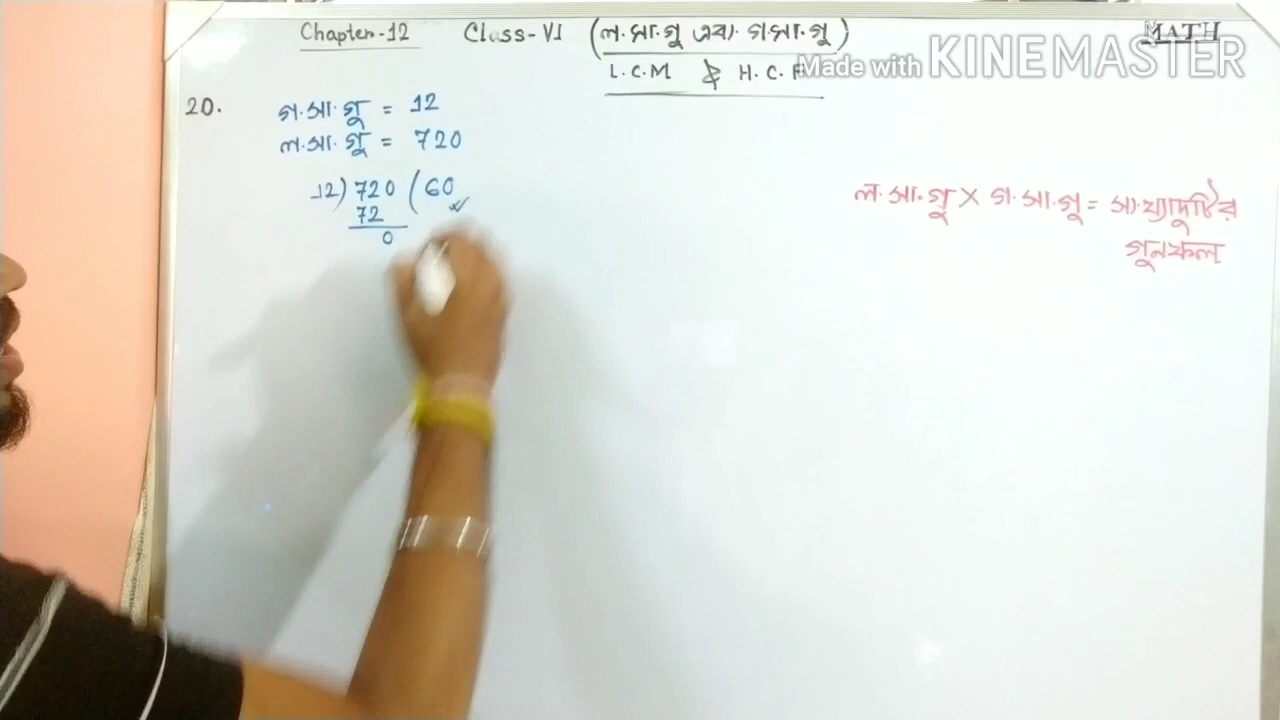 Chapter-12 Class-VI (ল.সা.গু এবং গ.সা.গু) MATH
L.C.M & H.C.F
Made with KINEMASTER
20. গ.সা.গু = 12
ল.সা.গু = 720
12) 720 (60
72
0
ল.সা.গু × গ.সা.গু = সংখ্যাদুটির
গুনফল